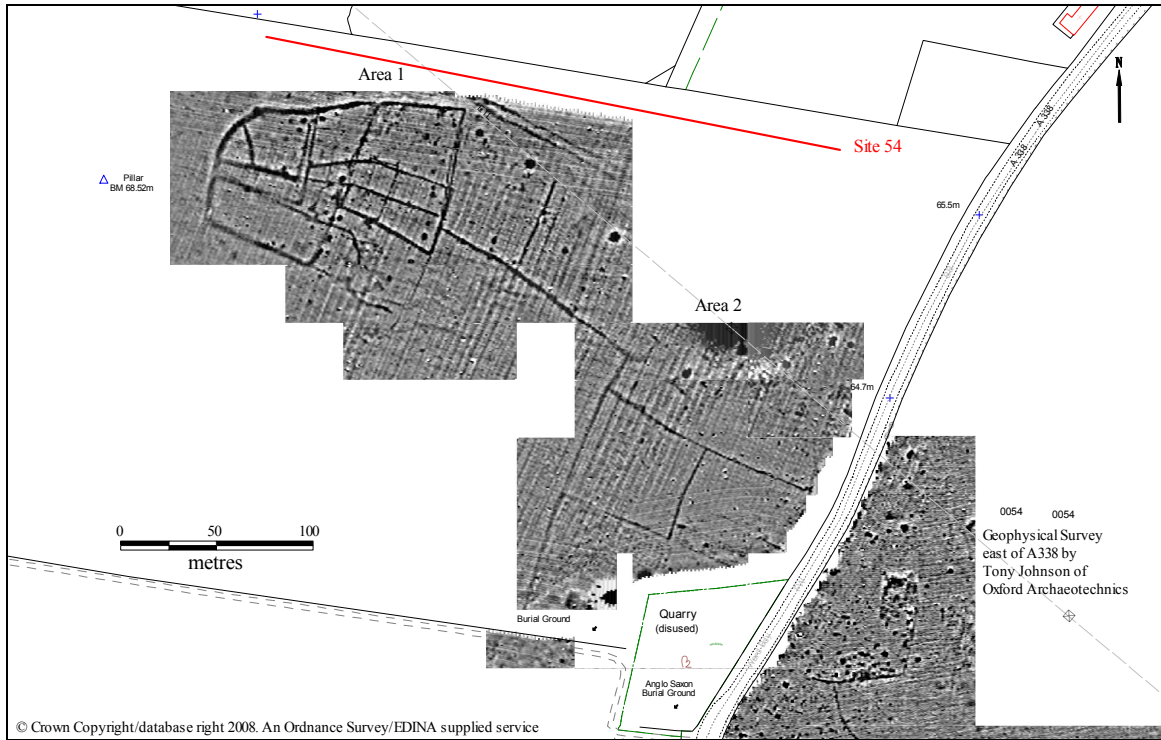 Area 1
N
A 338
A 338
Site 54
Pillar
BM 68.52m
65.5m
Area 2
64.7m
0 50 100
metres
0054 0054
Geophysical Survey
east of A338 by
Tony Johnson of
Oxford Archaeotechnics
Burial Ground
Quarry
(disused)
Anglo Saxon
Burial Ground
© Crown Copyright/database right 2008. An Ordnance Survey/EDINA supplied service